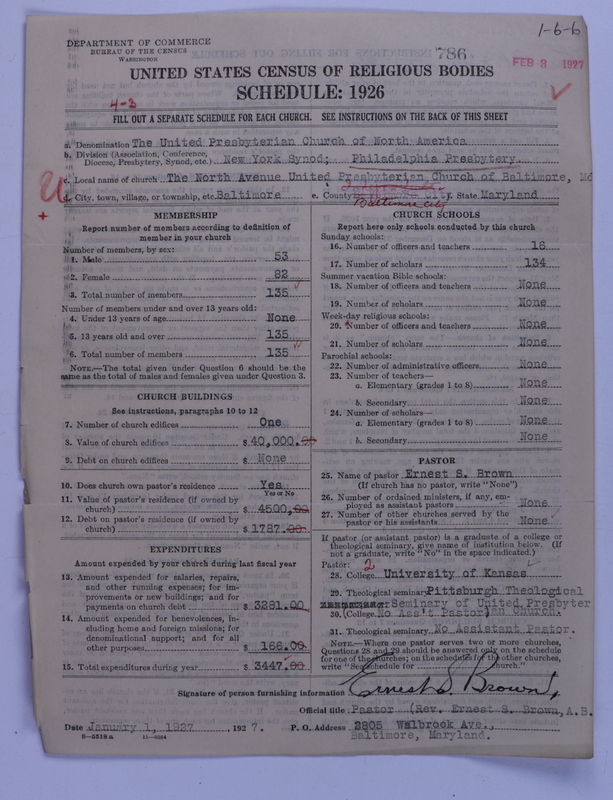 1-6-6
DEPARTMENT OF COMMERCE
BUREAU OF THE CENSUS
WASHINGTON
786
FEB 3 1927
UNITED STATES CENSUS OF RELIGIOUS BODIES
SCHEDULE: 1926
4-3
FILL OUT A SEPARATE SCHEDULE FOR EACH CHURCH. SEE INSTRUCTIONS ON THE BACK OF THIS SHEET
a. Denomination The United Presbyterian Church of North America
b. Division (Association, Conference, Diocese, Presbytery, Synod, etc.) New York Synod; Philadelphia Presbytery.
c. Local name of church The North Avenue United Presbyterian Church of Baltimore, Md
d. City, town, village, or township, etc. Baltimore e. County Baltimore City State Maryland
MEMBERSHIP
Report number of members according to definition of
member in your church
Number of members, by sex:
1. Male 53
2. Female 82
3. Total number of members 135
Number of members under and over 13 years old:
4. Under 13 years of age None
5. 13 years old and over 135
6. Total number of members 135
NOTE.—The total given under Question 6 should be the
same as the total of males and females given under Question 3.
CHURCH BUILDINGS
See instructions, paragraphs 10 to 12
7. Number of church edifices One
8. Value of church edifices $ 40,000.00
9. Debt on church edifices $ None
10. Does church own pastor's residence Yes
Yes or No
11. Value of pastor's residence (if owned by
church) $ 4500.00
12. Debt on pastor's residence (if owned by
church) $ 1787.00
EXPENDITURES
Amount expended by your church during last fiscal year
13. Amount expended for salaries, repairs,
and other running expenses; for im-
provements or new buildings; and for
payments on church debt $ 3281.00
14. Amount expended for benevolences, in-
cluding home and foreign missions; for
denominational support; and for all
other purposes $ 166.00
15. Total expenditures during year $ 3447.00
CHURCH SCHOOLS
Report here only schools conducted by this church
Sunday schools:
16. Number of officers and teachers 16
17. Number of scholars 134
Summer vacation Bible schools:
18. Number of officers and teachers None
19. Number of scholars None
Week-day religious schools:
20. Number of officers and teachers None
21. Number of scholars None
Parochial schools:
22. Number of administrative officers None
23. Number of teachers—
a. Elementary (grades 1 to 8) None
b. Secondary None
24. Number of scholars—
a. Elementary (grades 1 to 8) None
b. Secondary None
PASTOR
25. Name of pastor Ernest S. Brown
(If church has no pastor, write "None")
26. Number of ordained ministers, if any, em-
ployed as assistant pastors None
27. Number of other churches served by the
pastor or his assistants None
If pastor (or assistant pastor) is a graduate of a college or
theological seminary, give name of institution below. (If
not a graduate, write "No" in the space indicated.)
Pastor: 2
28. College University of Kansas
29. Theological seminary Pittsburgh Theological
Seminary of United Presbyter
30. (College No Ass't Pastor) an Church.
31. Theological seminary No Assistant Pastor.
NOTE.—Where one pastor serves two or more churches,
Questions 28 and 29 should be answered only on the schedule
for one of the churches; on the schedules for the other churches,
write "See schedule for church."
Signature of person furnishing information Ernest S. Brown,
Official title Pastor (Rev. Ernest S. Brown, A.B.
Date January 1, 1927, 1927. P. O. Address 2805 Walbrook Ave.,
8-5518a 11-9564 Baltimore, Maryland.